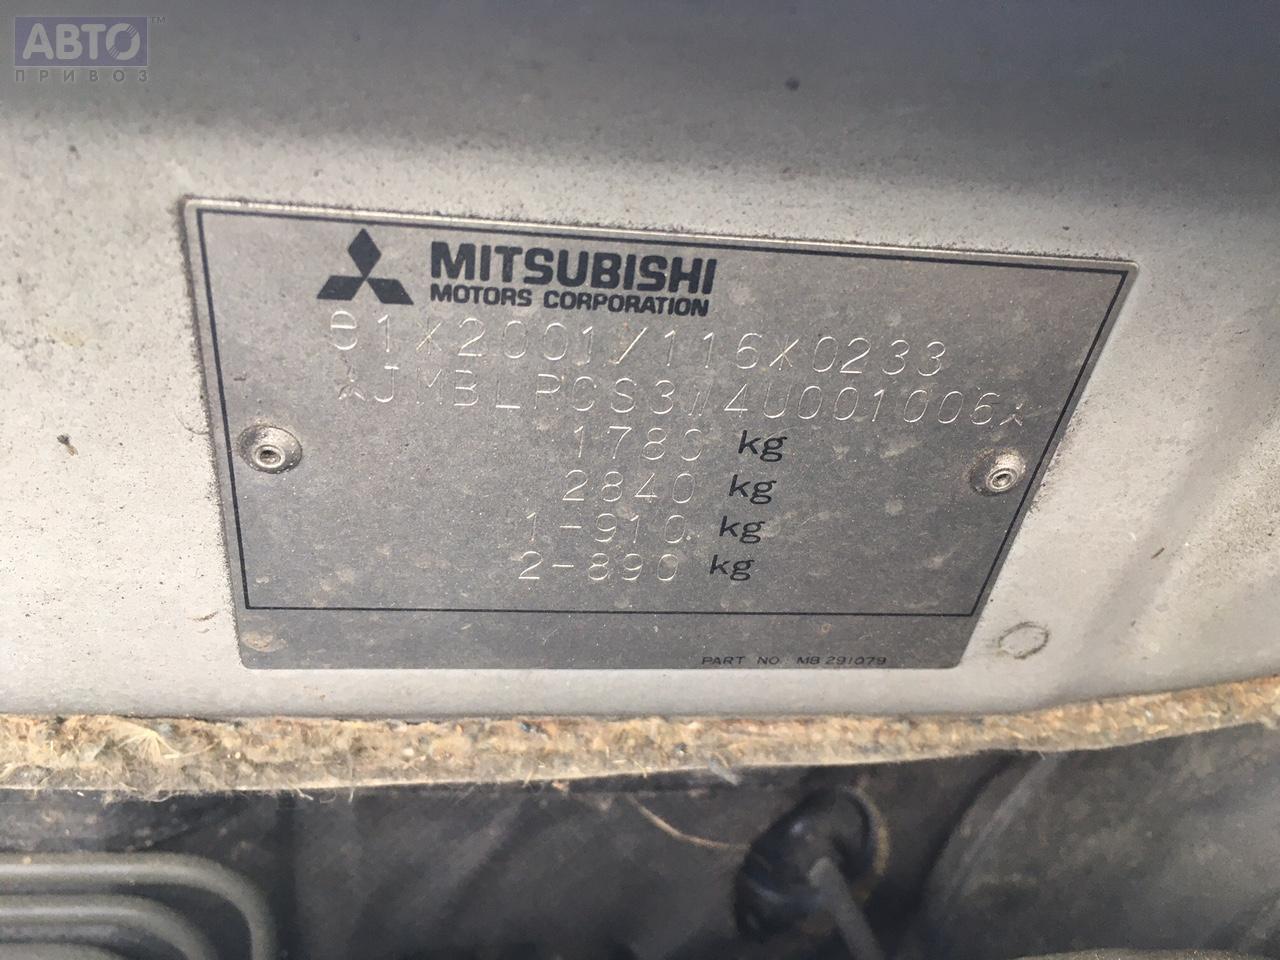 АВТО™
ПРИВОЗ
MITSUBISHI
MOTORS CORPORATION
e1*2001/116*0233
*JMBLRCS3W4U001006*
1780 kg
2840 kg
1-910 kg
2-890 kg
PART NO. MB 291079